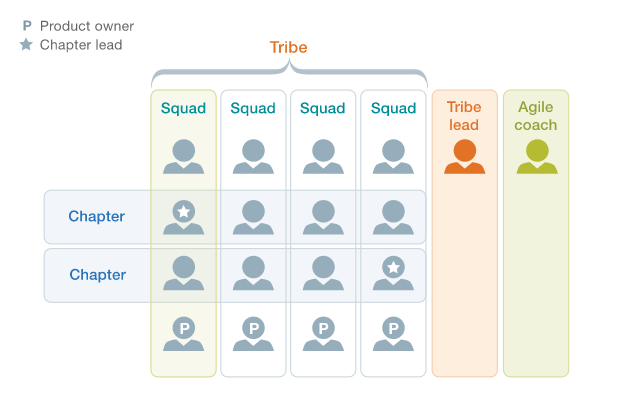 P Product owner
Chapter lead
Tribe
Squad Squad Squad Squad Tribe lead Agile coach
Chapter
Chapter
P P P P